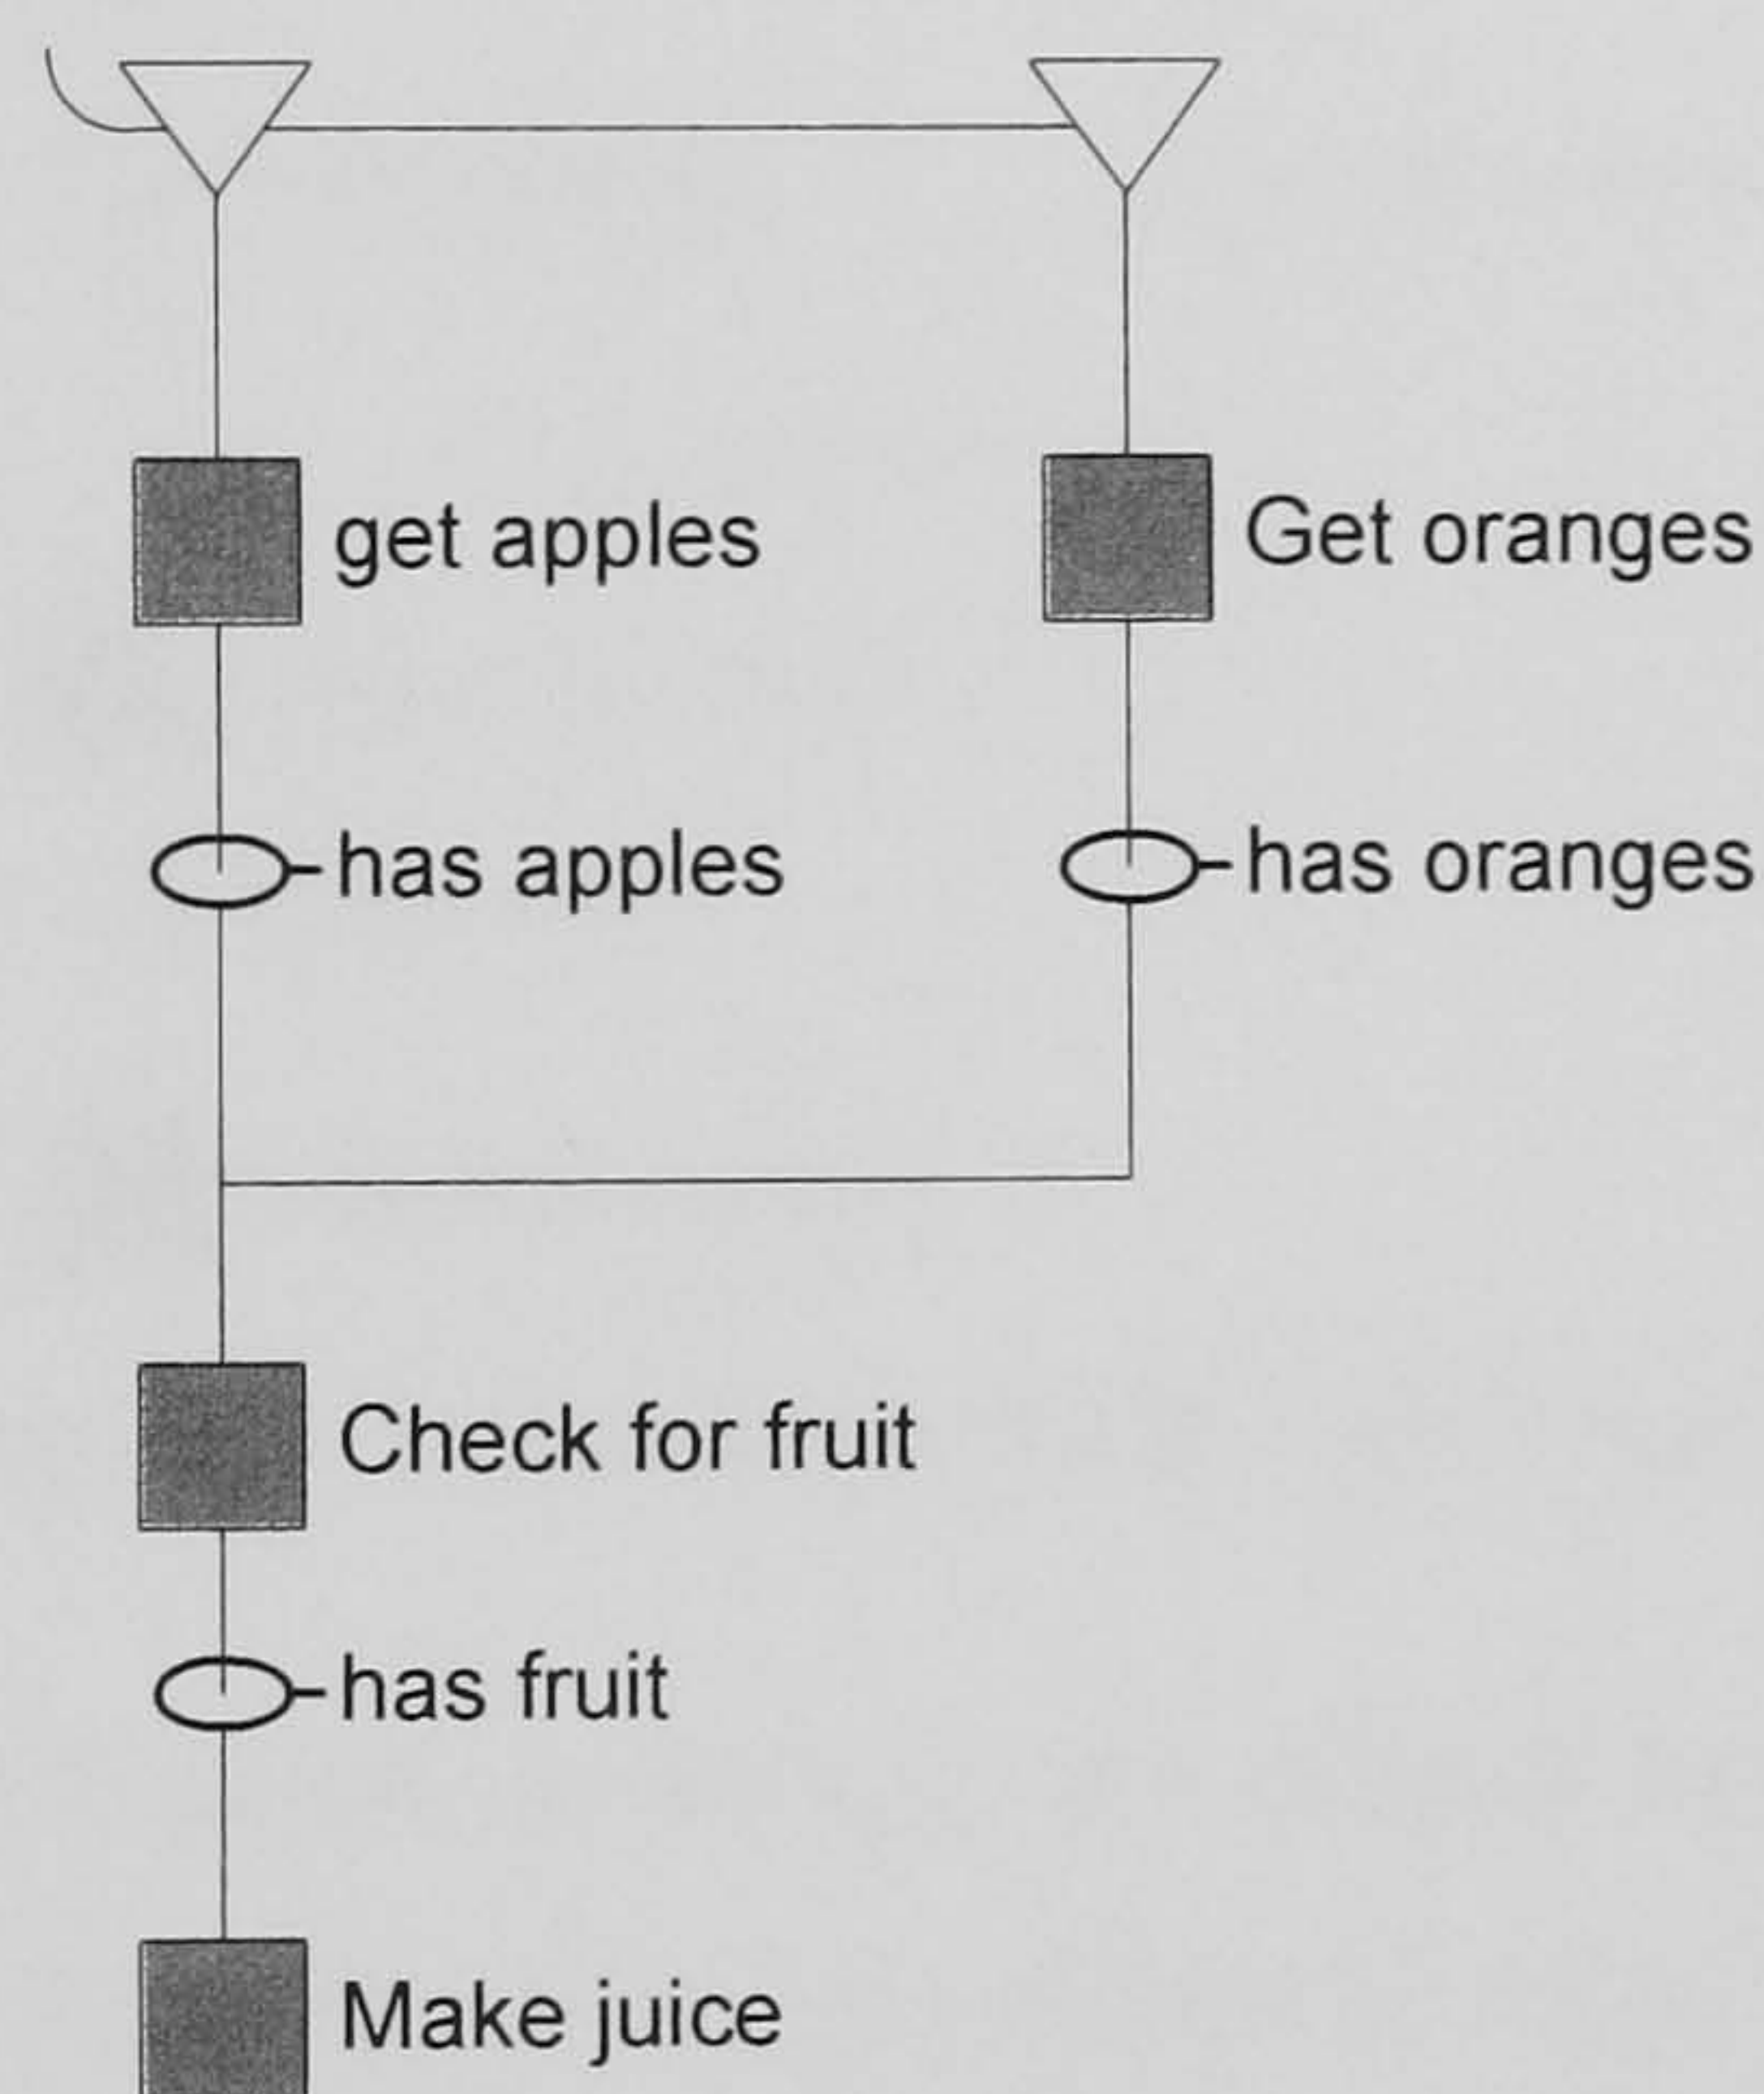 get apples
Get oranges
has apples
has oranges
Check for fruit
has fruit
Make juice